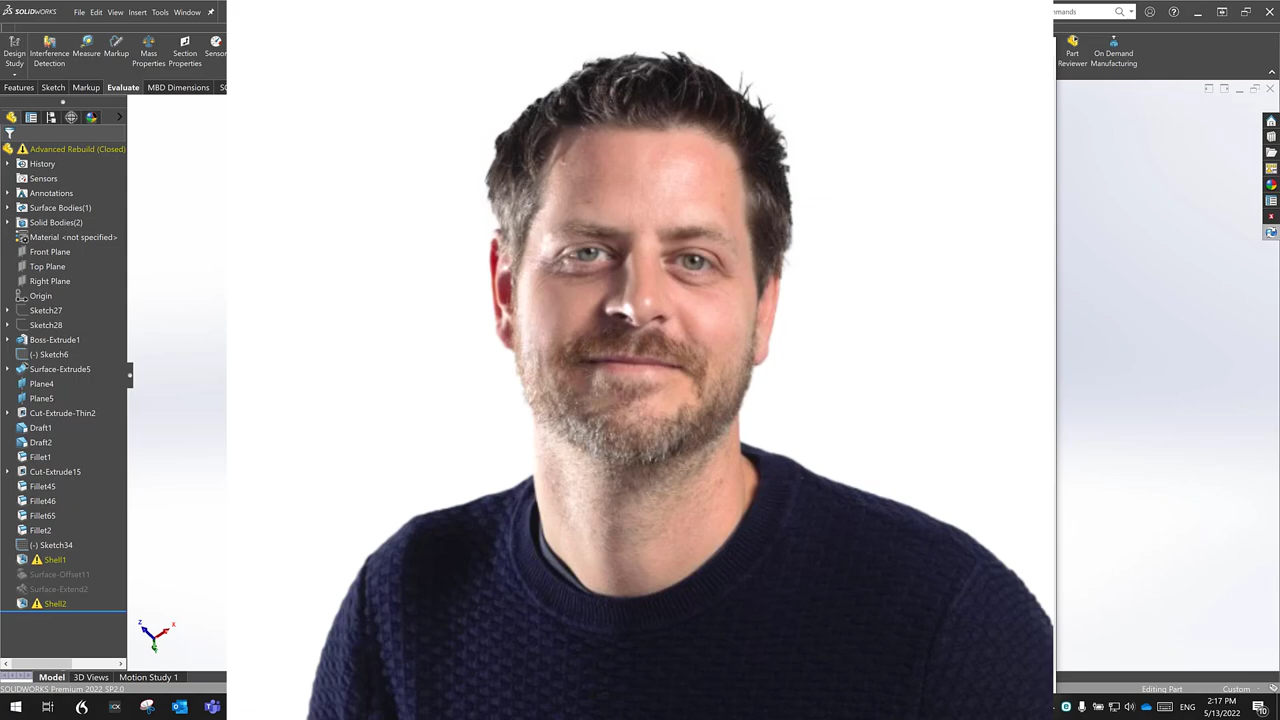 SOLIDWORKS File Edit View Insert Tools Window
mmands
Design Study Interference Detection Measure Markup Mass Properties Section Properties Sensor Part Reviewer On Demand Manufacturing
Features Sketch Markup Evaluate MBD Dimensions SO
Advanced Rebuild (Closed)
History
Sensors
Annotations
Surface Bodies(1)
Solid Bodies(2)
Material <not specified>
Front Plane
Top Plane
Right Plane
Origin
Sketch27
Sketch28
Boss-Extrude1
(-) Sketch6
Surface-Extrude5
Plane4
Plane5
Cut-Extrude-Thin2
Draft1
Draft2
Fillet1
Cut-Extrude15
Fillet45
Fillet46
Fillet65
Fillet2
(-) Sketch34
Shell1
Surface-Offset11
Surface-Extend2
Shell2
Z X
Model 3D Views Motion Study 1
SOLIDWORKS Premium 2022 SP2.0 Editing Part Custom
2:17 PM
5/13/2022